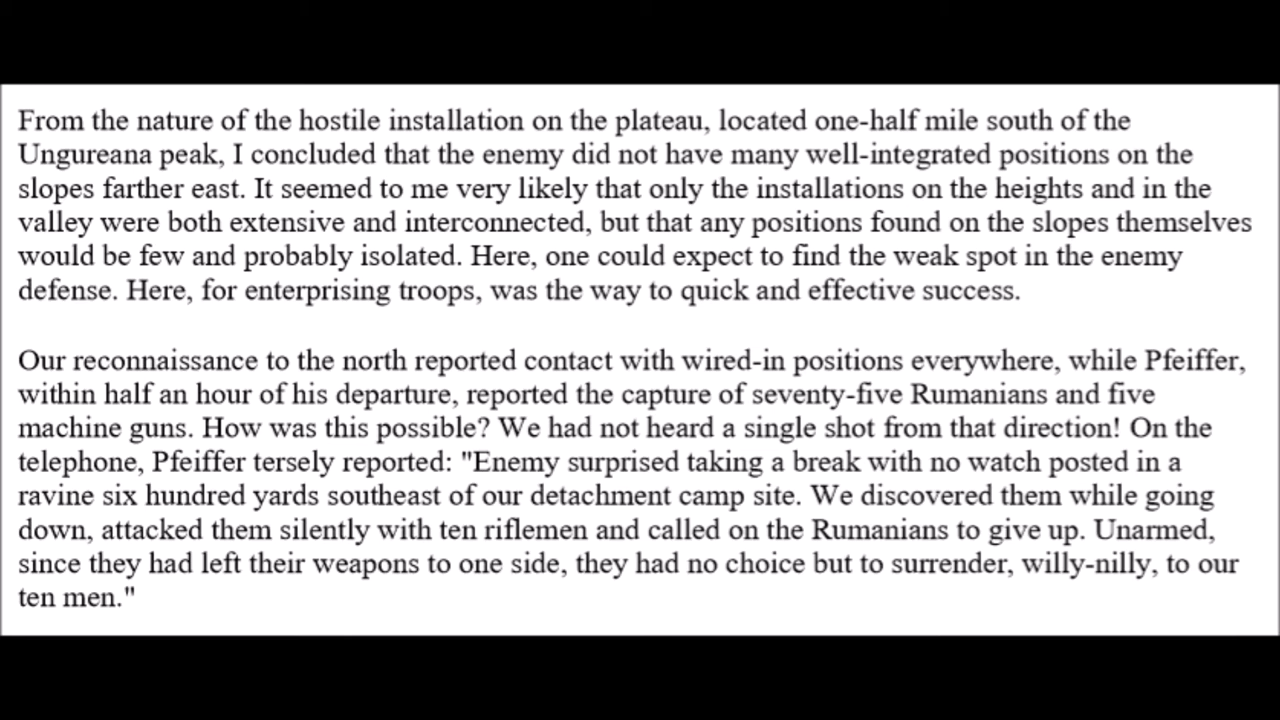 From the nature of the hostile installation on the plateau, located one-half mile south of the
Ungureana peak, I concluded that the enemy did not have many well-integrated positions on the
slopes farther east. It seemed to me very likely that only the installations on the heights and in the
valley were both extensive and interconnected, but that any positions found on the slopes themselves
would be few and probably isolated. Here, one could expect to find the weak spot in the enemy
defense. Here, for enterprising troops, was the way to quick and effective success.
Our reconnaissance to the north reported contact with wired-in positions everywhere, while Pfeiffer,
within half an hour of his departure, reported the capture of seventy-five Rumanians and five
machine guns. How was this possible? We had not heard a single shot from that direction! On the
telephone, Pfeiffer tersely reported: "Enemy surprised taking a break with no watch posted in a
ravine six hundred yards southeast of our detachment camp site. We discovered them while going
down, attacked them silently with ten riflemen and called on the Rumanians to give up. Unarmed,
since they had left their weapons to one side, they had no choice but to surrender, willy-nilly, to our
ten men."